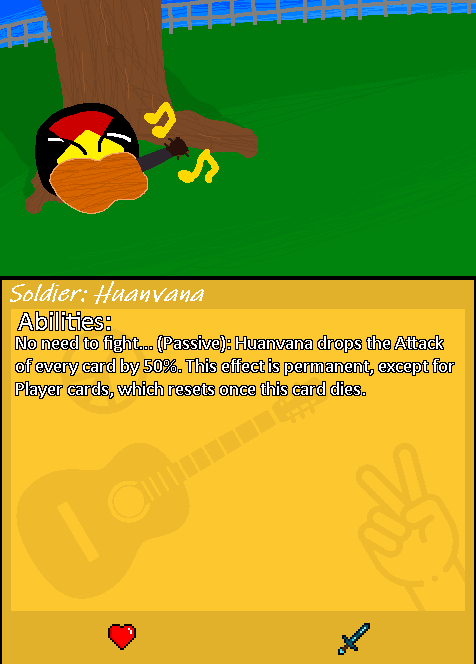 Soldier: Huanvana
Abilities:
No need to fight... (Passive): Huanvana drops the Attack
of every card by 50%. This effect is permanent, except for
Player cards, which resets once this card dies.